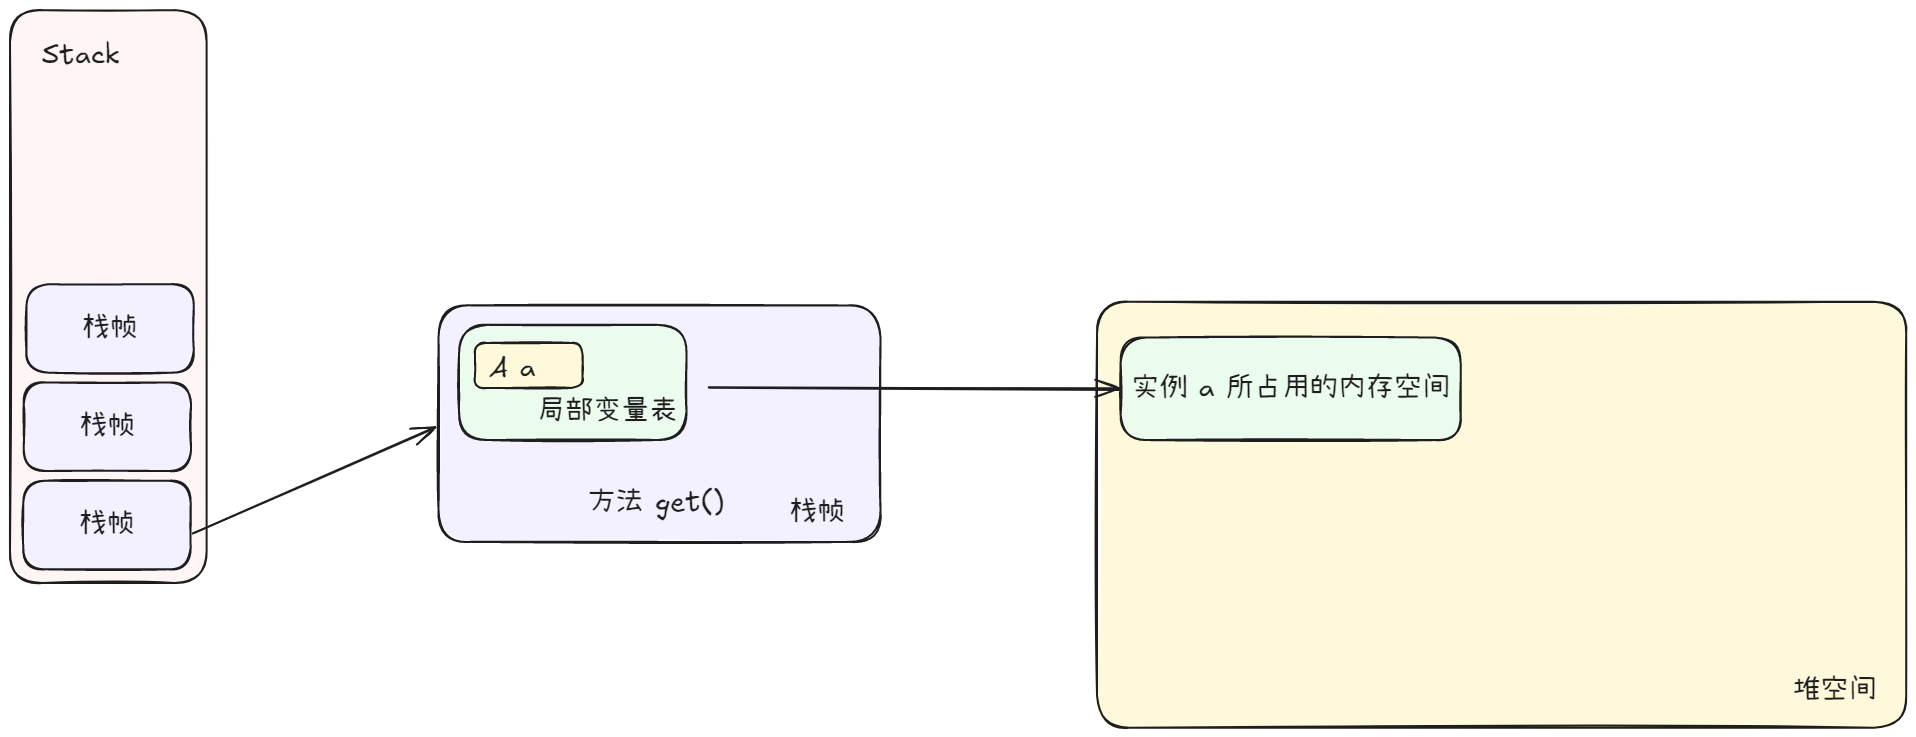 Stack
栈帧
栈帧
栈帧
A a
局部变量表
方法 get()
栈帧
实例 a 所占用的内存空间
堆空间